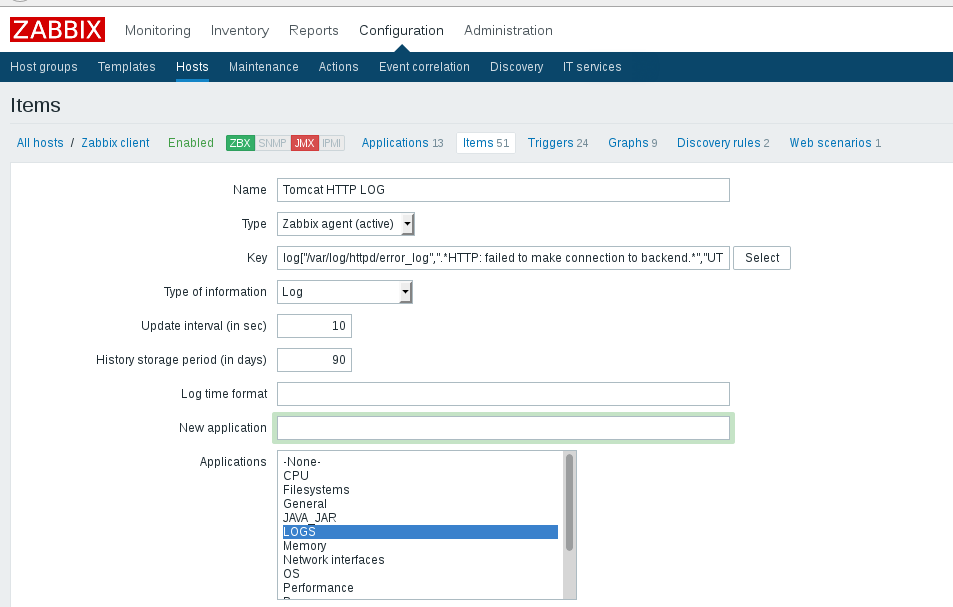 ZABBIX Monitoring Inventory Reports Configuration Administration
Host groups Templates Hosts Maintenance Actions Event correlation Discovery IT services
Items
All hosts / Zabbix client Enabled ZBX SNMP JMX IPMI Applications 13 Items 51 Triggers 24 Graphs 9 Discovery rules 2 Web scenarios 1
Name Tomcat HTTP LOG
Type Zabbix agent (active)
Key log["/var/log/httpd/error_log",".*HTTP: failed to make connection to backend.*","UT Select
Type of information Log
Update interval (in sec) 10
History storage period (in days) 90
Log time format
New application
Applications -None-
CPU
Filesystems
General
JAVA_JAR
LOGS
Memory
Network interfaces
OS
Performance